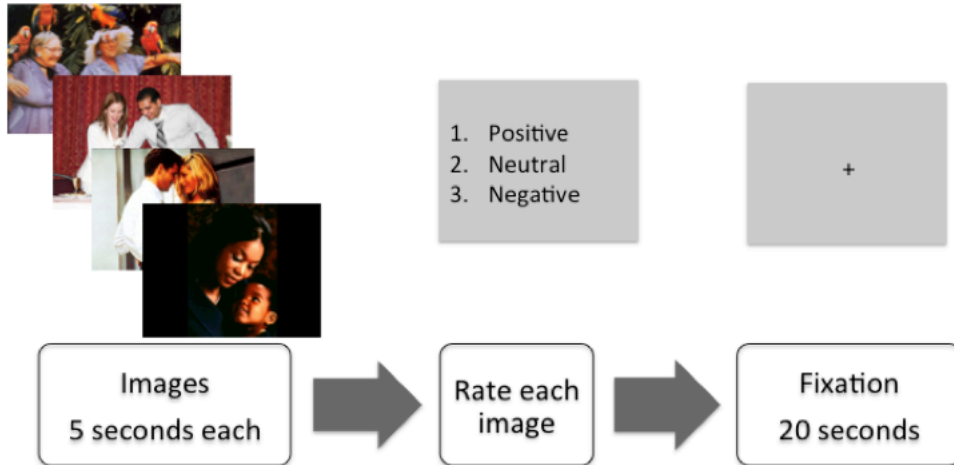 1. Positive
2. Neutral
3. Negative
+
Images
5 seconds each
Rate each
image
Fixation
20 seconds